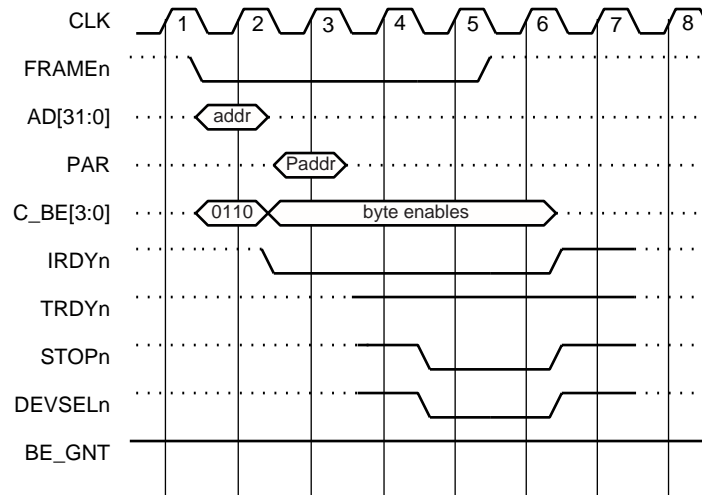 CLK 1 2 3 4 5 6 7 8
FRAMEn
AD[31:0] addr
PAR Paddr
C_BE[3:0] 0110 byte enables
IRDYn
TRDYn
STOPn
DEVSELn
BE_GNT